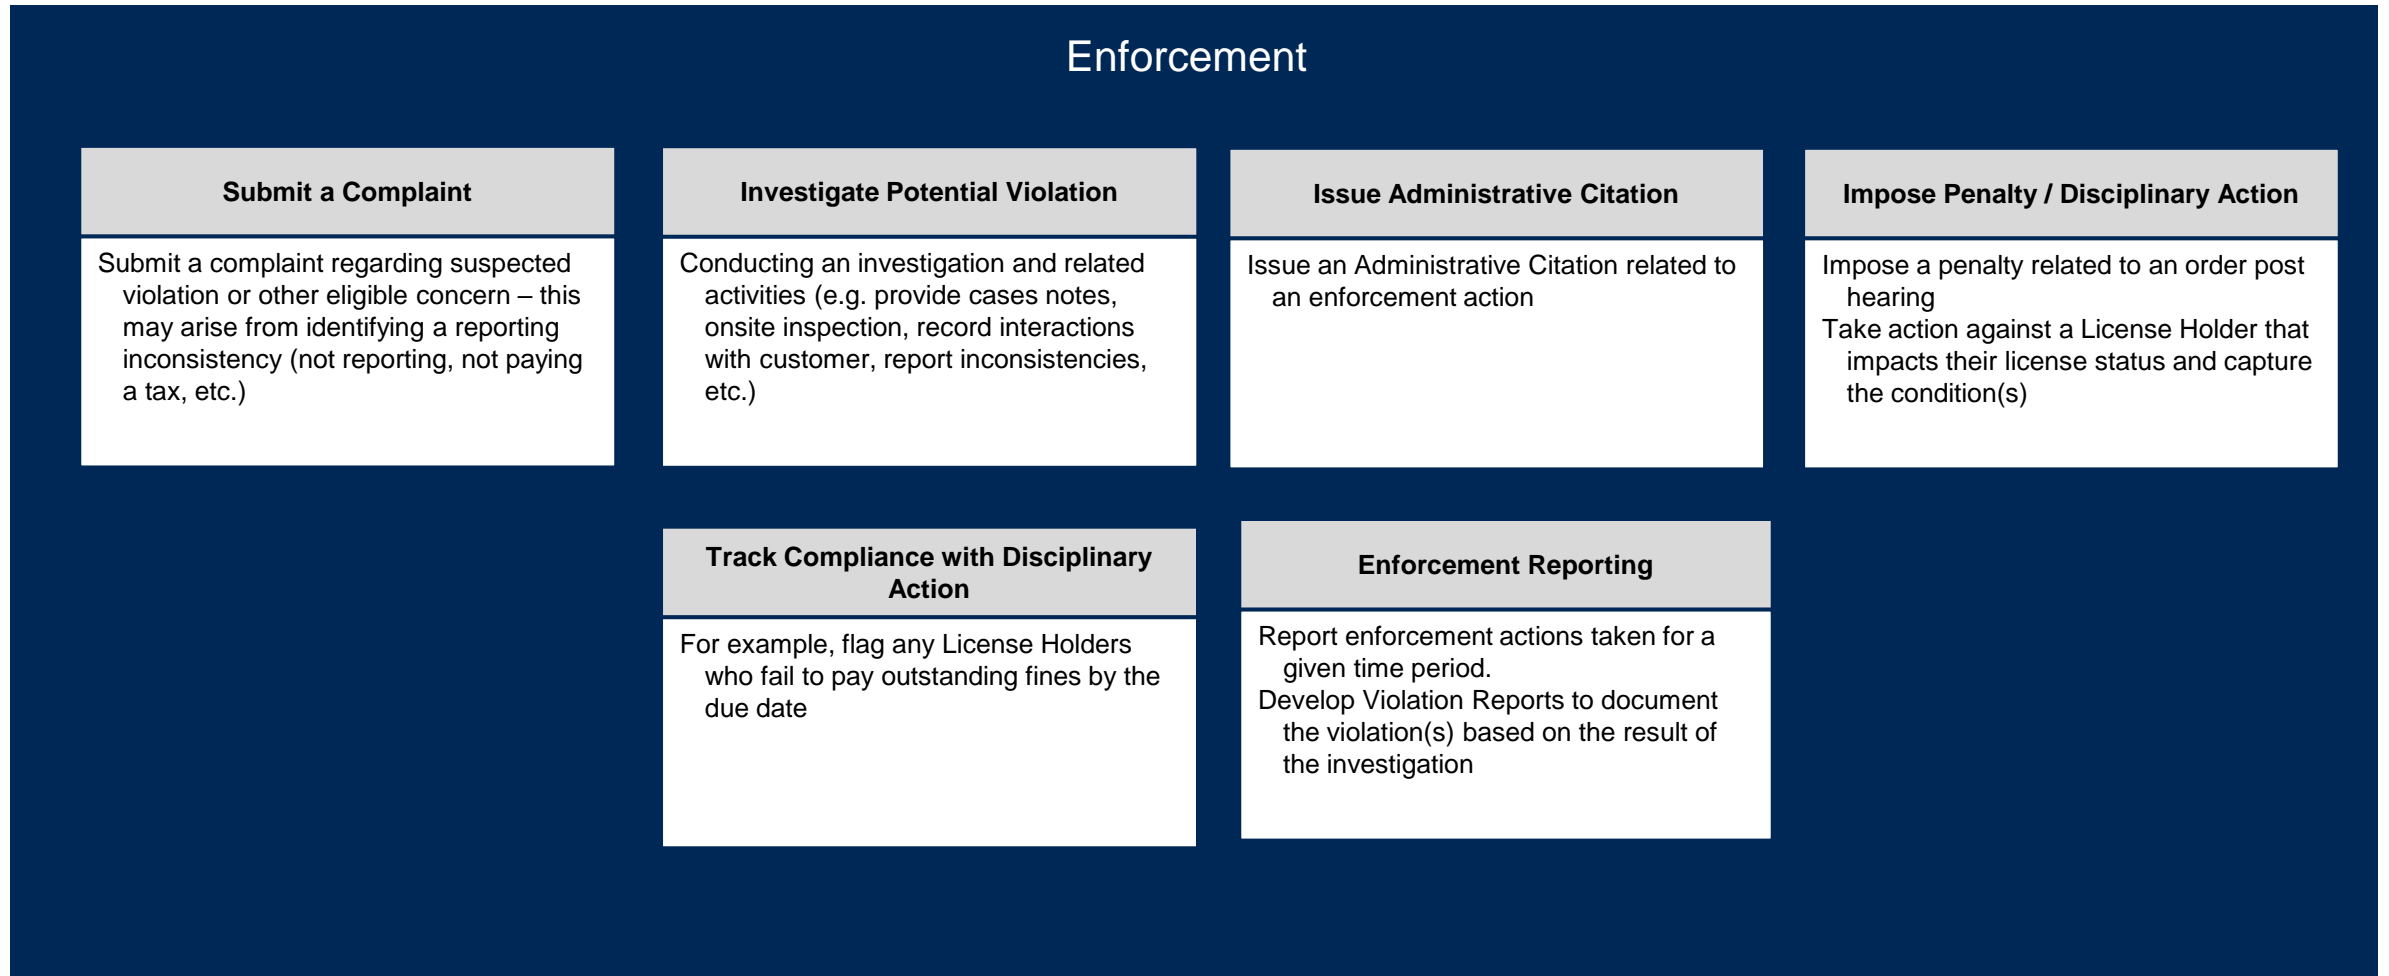 Enforcement
Submit a Complaint
Submit a complaint regarding suspected
violation or other eligible concern – this
may arise from identifying a reporting
inconsistency (not reporting, not paying
a tax, etc.)
Investigate Potential Violation
Conducting an investigation and related
activities (e.g. provide cases notes,
onsite inspection, record interactions
with customer, report inconsistencies,
etc.)
Issue Administrative Citation
Issue an Administrative Citation related to
an enforcement action
Impose Penalty / Disciplinary Action
Impose a penalty related to an order post
hearing
Take action against a License Holder that
impacts their license status and capture
the condition(s)
Track Compliance with Disciplinary
Action
For example, flag any License Holders
who fail to pay outstanding fines by the
due date
Enforcement Reporting
Report enforcement actions taken for a
given time period.
Develop Violation Reports to document
the violation(s) based on the result of
the investigation